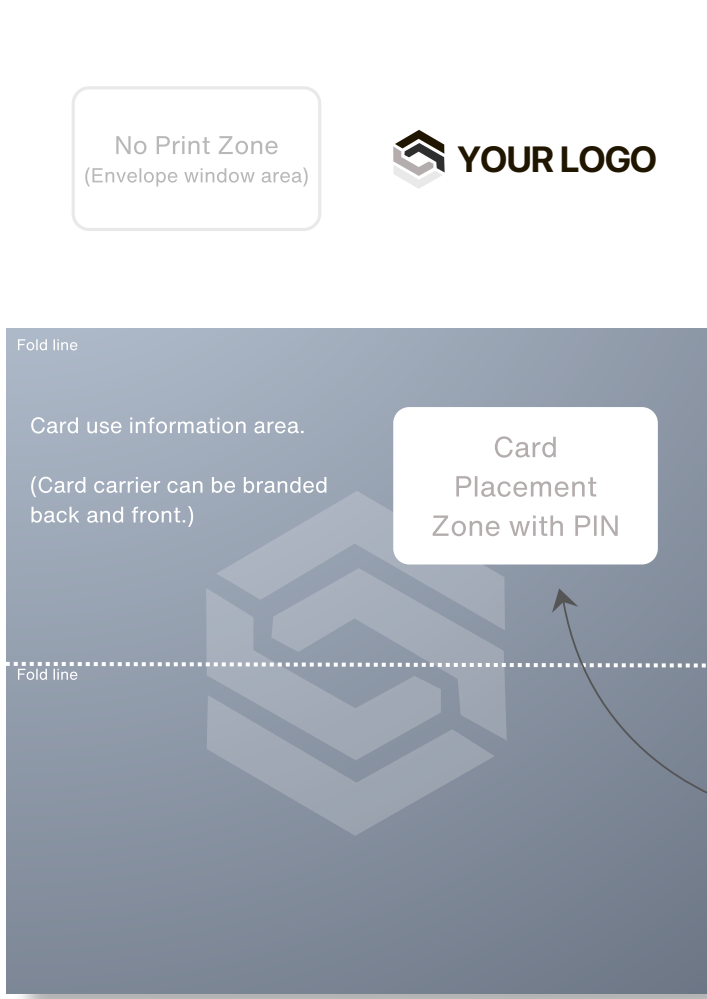 No Print Zone
(Envelope window area)
YOUR LOGO
Fold line
Card use information area.
(Card carrier can be branded
back and front.)
Card
Placement
Zone with PIN
Fold line